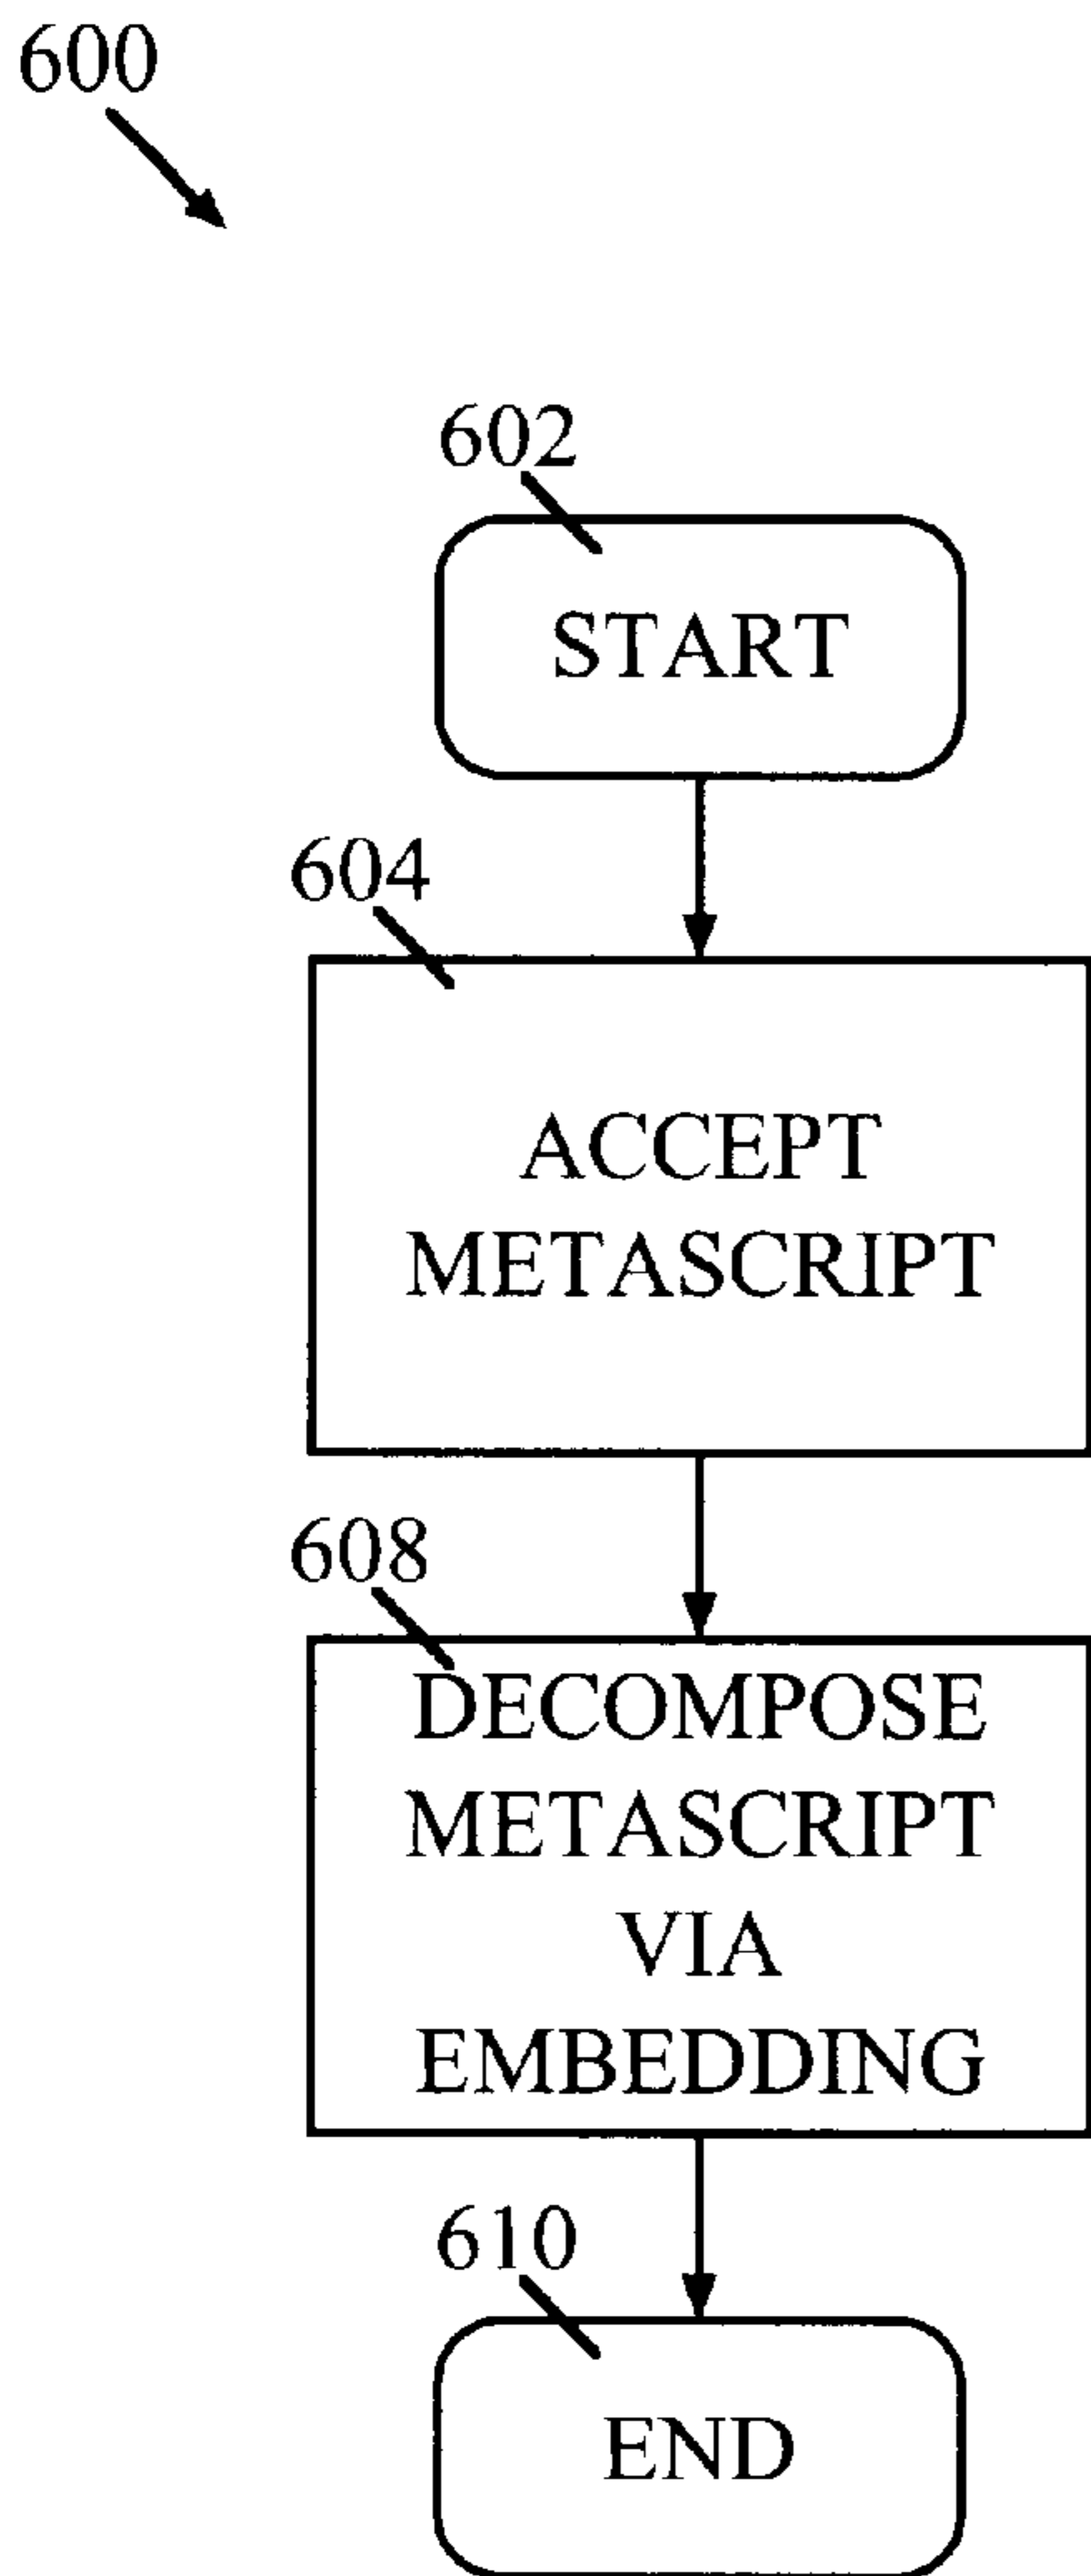 600
602
START
604
ACCEPT
METASCRIPT
608
DECOMPOSE
METASCRIPT
VIA
EMBEDDING
610
END